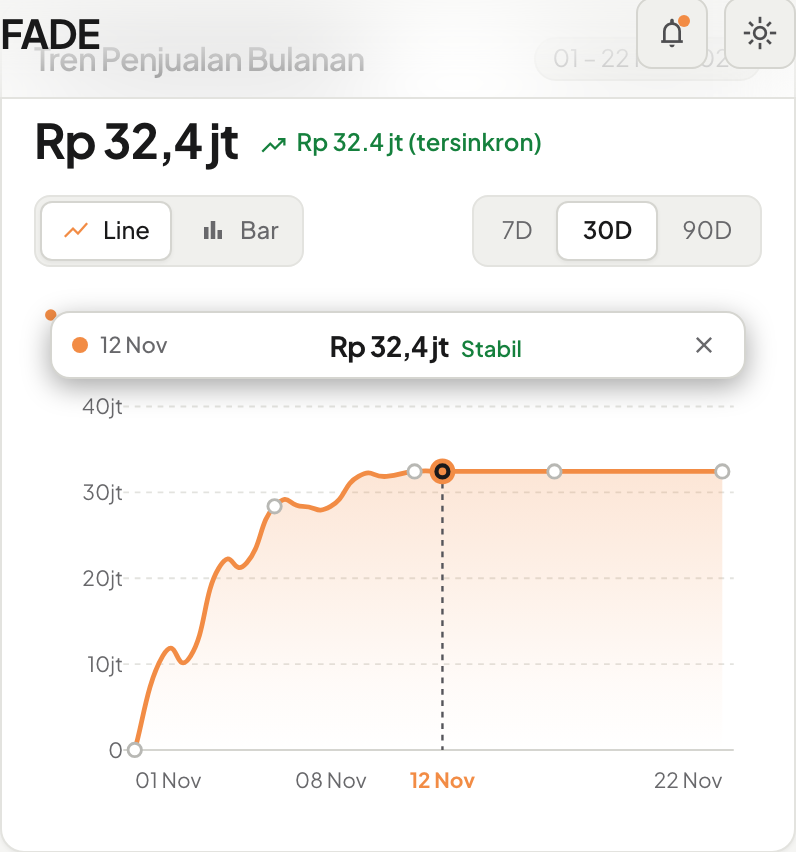 FADE
Tren Penjualan Bulanan
01 – 22
Rp 32,4 jt
Rp 32.4 jt (tersinkron)
Line Bar 7D 30D 90D
12 Nov Rp 32,4 jt Stabil
40jt
30jt
20jt
10jt
0
01 Nov 08 Nov 12 Nov 22 Nov